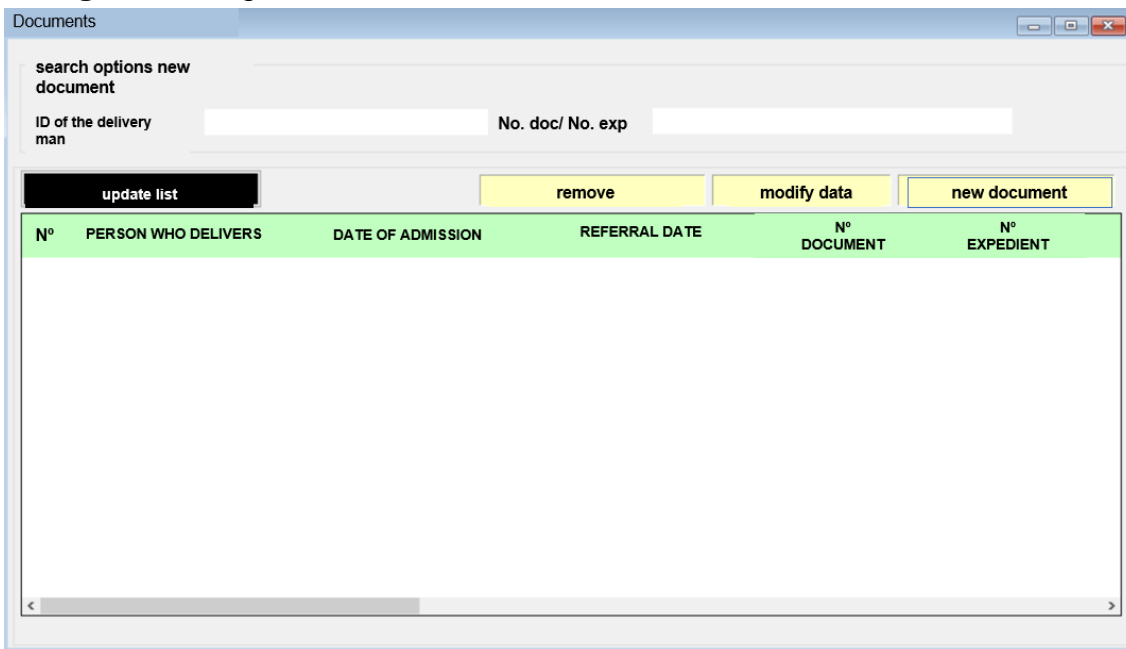 Documents
search options new
document
ID of the delivery
man
No. doc/ No. exp
update list
remove
modify data
new document
Nº PERSON WHO DELIVERS DATE OF ADMISSION REFERRAL DATE Nº DOCUMENT Nº EXPEDIENT